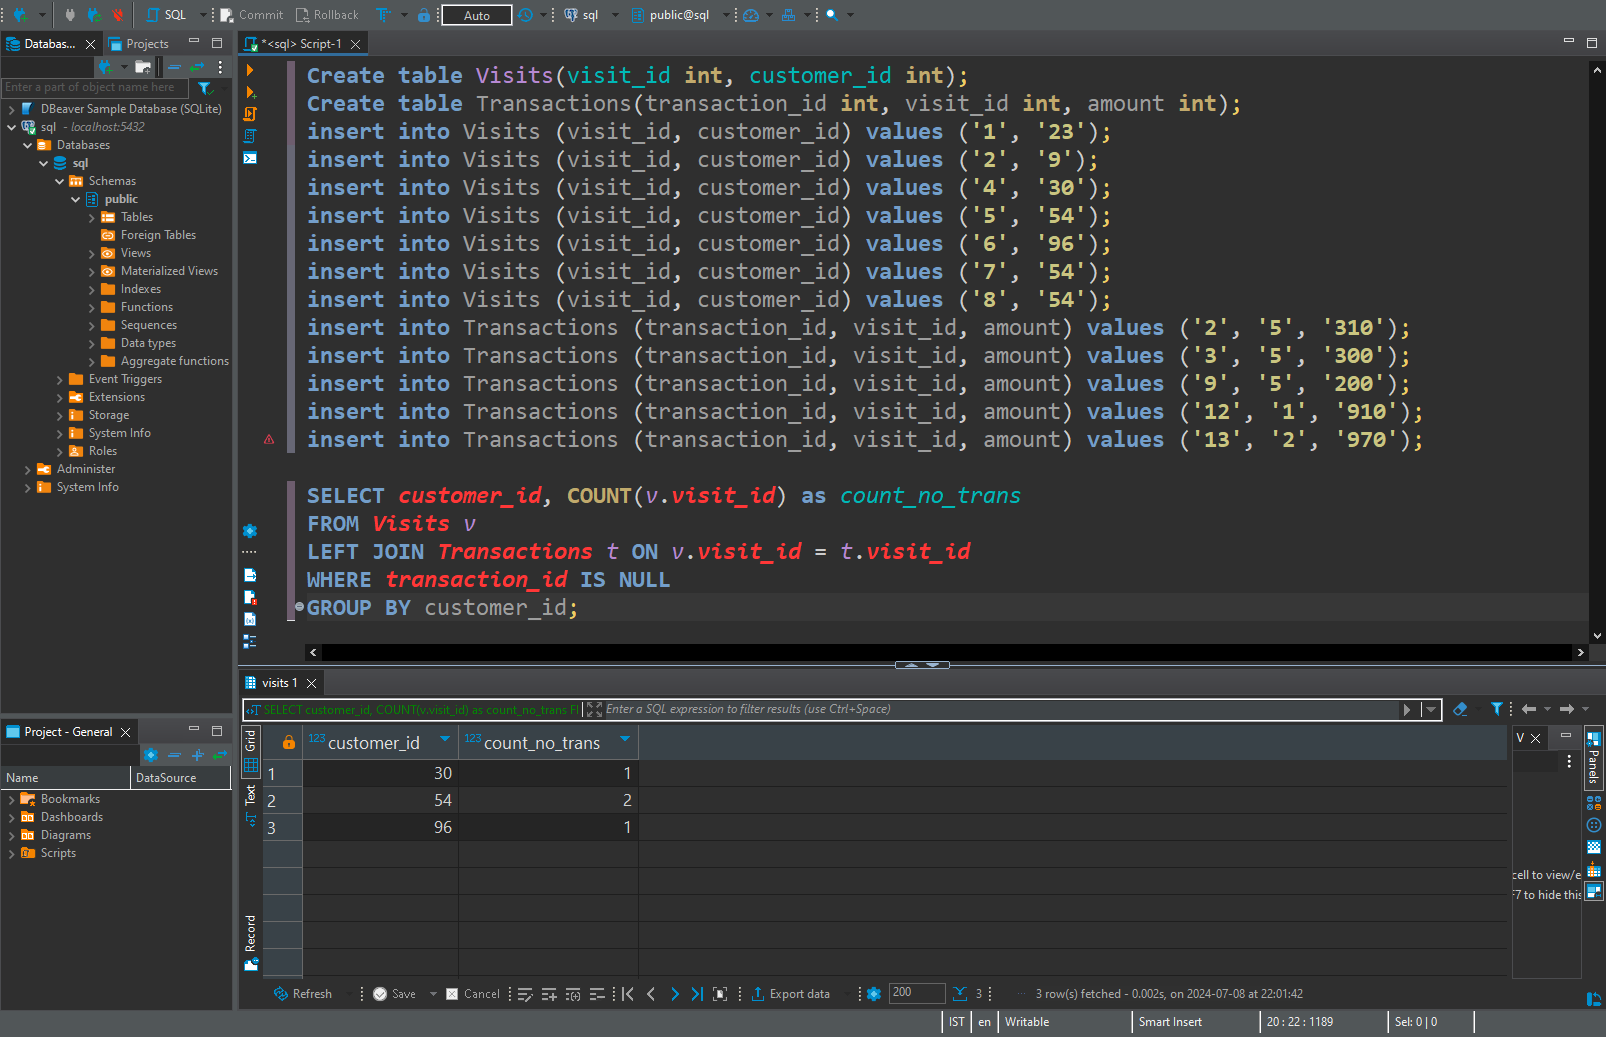 SQL
Commit
Rollback
Auto
sql
public@sql
Databas...
Projects
*<sql> Script-1
Enter a part of object name here
DBeaver Sample Database (SQLite)
sql - localhost:5432
Databases
sql
Schemas
public
Tables
Foreign Tables
Views
Materialized Views
Indexes
Functions
Sequences
Data types
Aggregate functions
Event Triggers
Extensions
Storage
System Info
Roles
Administer
System Info
Create table Visits(visit_id int, customer_id int);
Create table Transactions(transaction_id int, visit_id int, amount int);
insert into Visits (visit_id, customer_id) values ('1', '23');
insert into Visits (visit_id, customer_id) values ('2', '9');
insert into Visits (visit_id, customer_id) values ('4', '30');
insert into Visits (visit_id, customer_id) values ('5', '54');
insert into Visits (visit_id, customer_id) values ('6', '96');
insert into Visits (visit_id, customer_id) values ('7', '54');
insert into Visits (visit_id, customer_id) values ('8', '54');
insert into Transactions (transaction_id, visit_id, amount) values ('2', '5', '310');
insert into Transactions (transaction_id, visit_id, amount) values ('3', '5', '300');
insert into Transactions (transaction_id, visit_id, amount) values ('9', '5', '200');
insert into Transactions (transaction_id, visit_id, amount) values ('12', '1', '910');
insert into Transactions (transaction_id, visit_id, amount) values ('13', '2', '970');
SELECT customer_id, COUNT(v.visit_id) as count_no_trans
FROM Visits v
LEFT JOIN Transactions t ON v.visit_id = t.visit_id
WHERE transaction_id IS NULL
GROUP BY customer_id;
Project - General
Name DataSource
Bookmarks
Dashboards
Diagrams
Scripts
visits 1
SELECT customer_id, COUNT(v.visit_id) as count_no_trans F
Enter a SQL expression to filter results (use Ctrl+Space)
Grid
Text
Record
123 customer_id 123 count_no_trans
1 30 1
2 54 2
3 96 1
V
Panels
cell to view/e
F7 to hide this
Refresh Save Cancel Export data 200 3 3 row(s) fetched - 0.002s, on 2024-07-08 at 22:01:42
IST en Writable Smart Insert 20 : 22 : 1189 Sel: 0 | 0